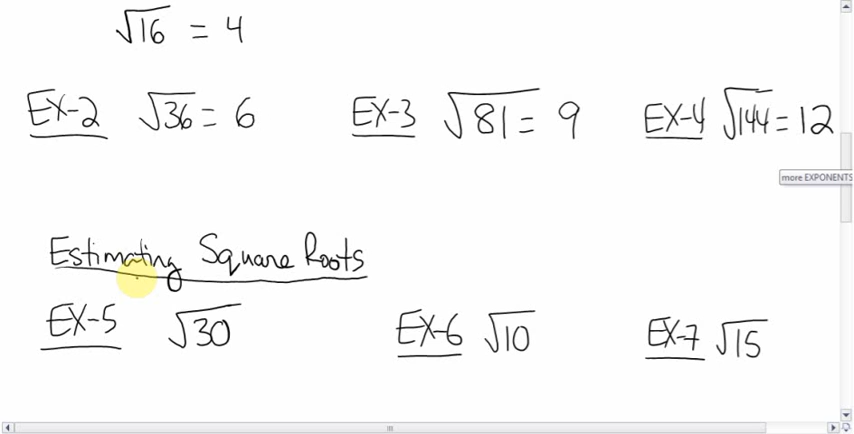 √16 = 4
EX-2 √36 = 6 EX-3 √81 = 9 EX-4 √144 = 12
more EXPONENTS
Estimating Square Roots
EX-5 √30 EX-6 √10 EX-7 √15